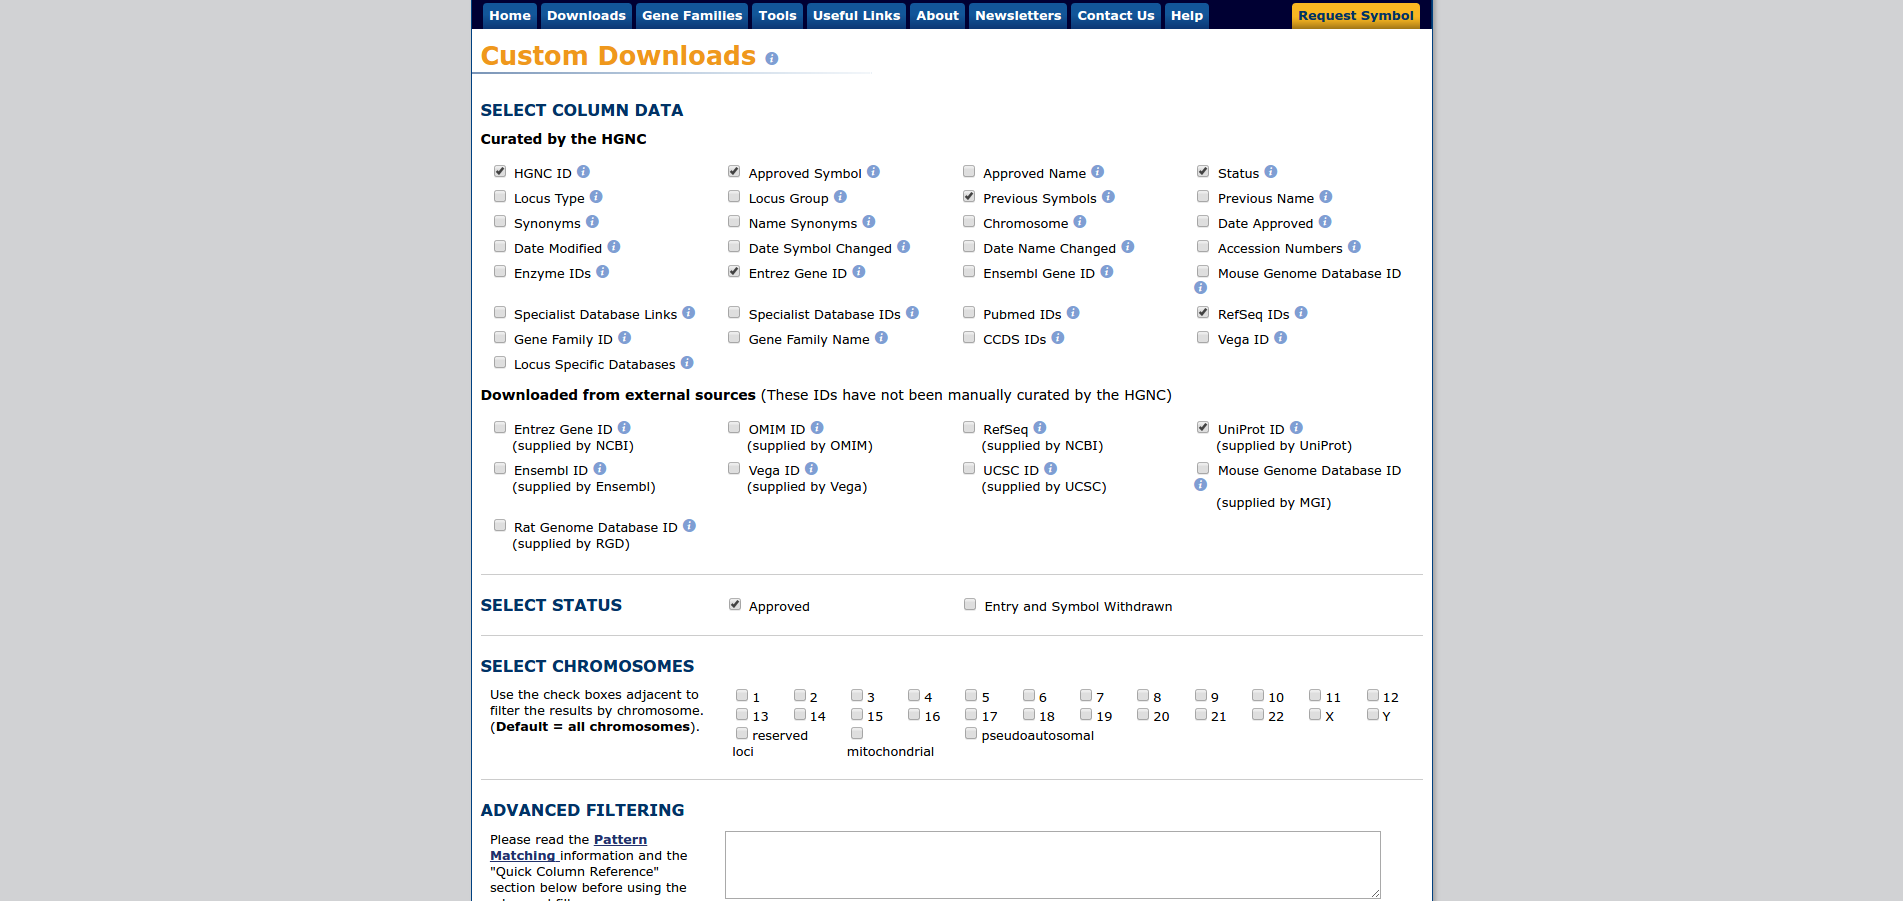 Home Downloads Gene Families Tools Useful Links About Newsletters Contact Us Help Request Symbol
Custom Downloads
SELECT COLUMN DATA
Curated by the HGNC
HGNC ID Approved Symbol Approved Name Status
Locus Type Locus Group Previous Symbols Previous Name
Synonyms Name Synonyms Chromosome Date Approved
Date Modified Date Symbol Changed Date Name Changed Accession Numbers
Enzyme IDs Entrez Gene ID Ensembl Gene ID Mouse Genome Database ID
Specialist Database Links Specialist Database IDs Pubmed IDs RefSeq IDs
Gene Family ID Gene Family Name CCDS IDs Vega ID
Locus Specific Databases
Downloaded from external sources (These IDs have not been manually curated by the HGNC)
Entrez Gene ID OMIM ID RefSeq UniProt ID
(supplied by NCBI) (supplied by OMIM) (supplied by NCBI) (supplied by UniProt)
Ensembl ID Vega ID UCSC ID Mouse Genome Database ID
(supplied by Ensembl) (supplied by Vega) (supplied by UCSC)
(supplied by MGI)
Rat Genome Database ID
(supplied by RGD)
SELECT STATUS Approved Entry and Symbol Withdrawn
SELECT CHROMOSOMES
Use the check boxes adjacent to
filter the results by chromosome.
(Default = all chromosomes).
1 2 3 4 5 6 7 8 9 10 11 12
13 14 15 16 17 18 19 20 21 22 X Y
reserved pseudoautosomal
loci mitochondrial
ADVANCED FILTERING
Please read the Pattern
Matching information and the
"Quick Column Reference"
section below before using the